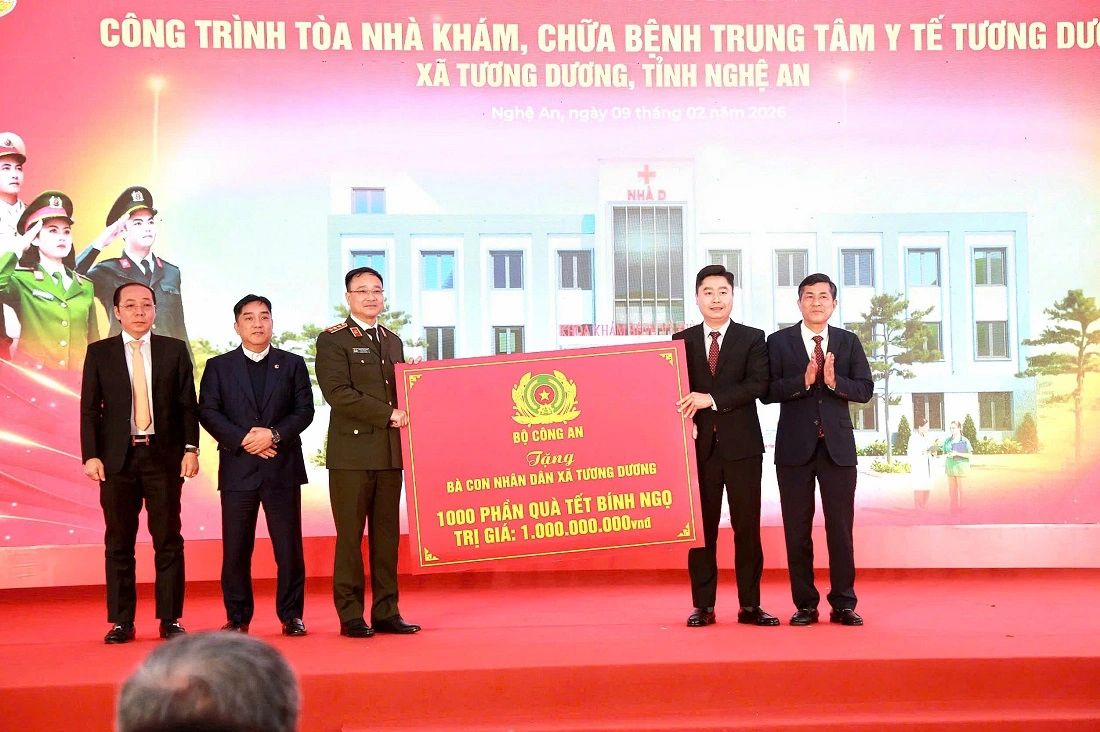 CÔNG TRÌNH TÒA NHÀ KHÁM, CHỮA BỆNH TRUNG TÂM Y TẾ TƯƠNG
XÃ TƯƠNG DƯƠNG, TỈNH NGHỆ AN
Nghệ An, ngày 09 tháng 02 năm 2026
NHÀ D
KHOA KHÁM
BỘ CÔNG AN
Tặng
BÀ CON NHÂN DÂN XÃ TƯƠNG DƯƠNG
1000 PHẦN QUÀ TẾT BÍNH NGỌ
TRỊ GIÁ: 1.000.000.000vnđ